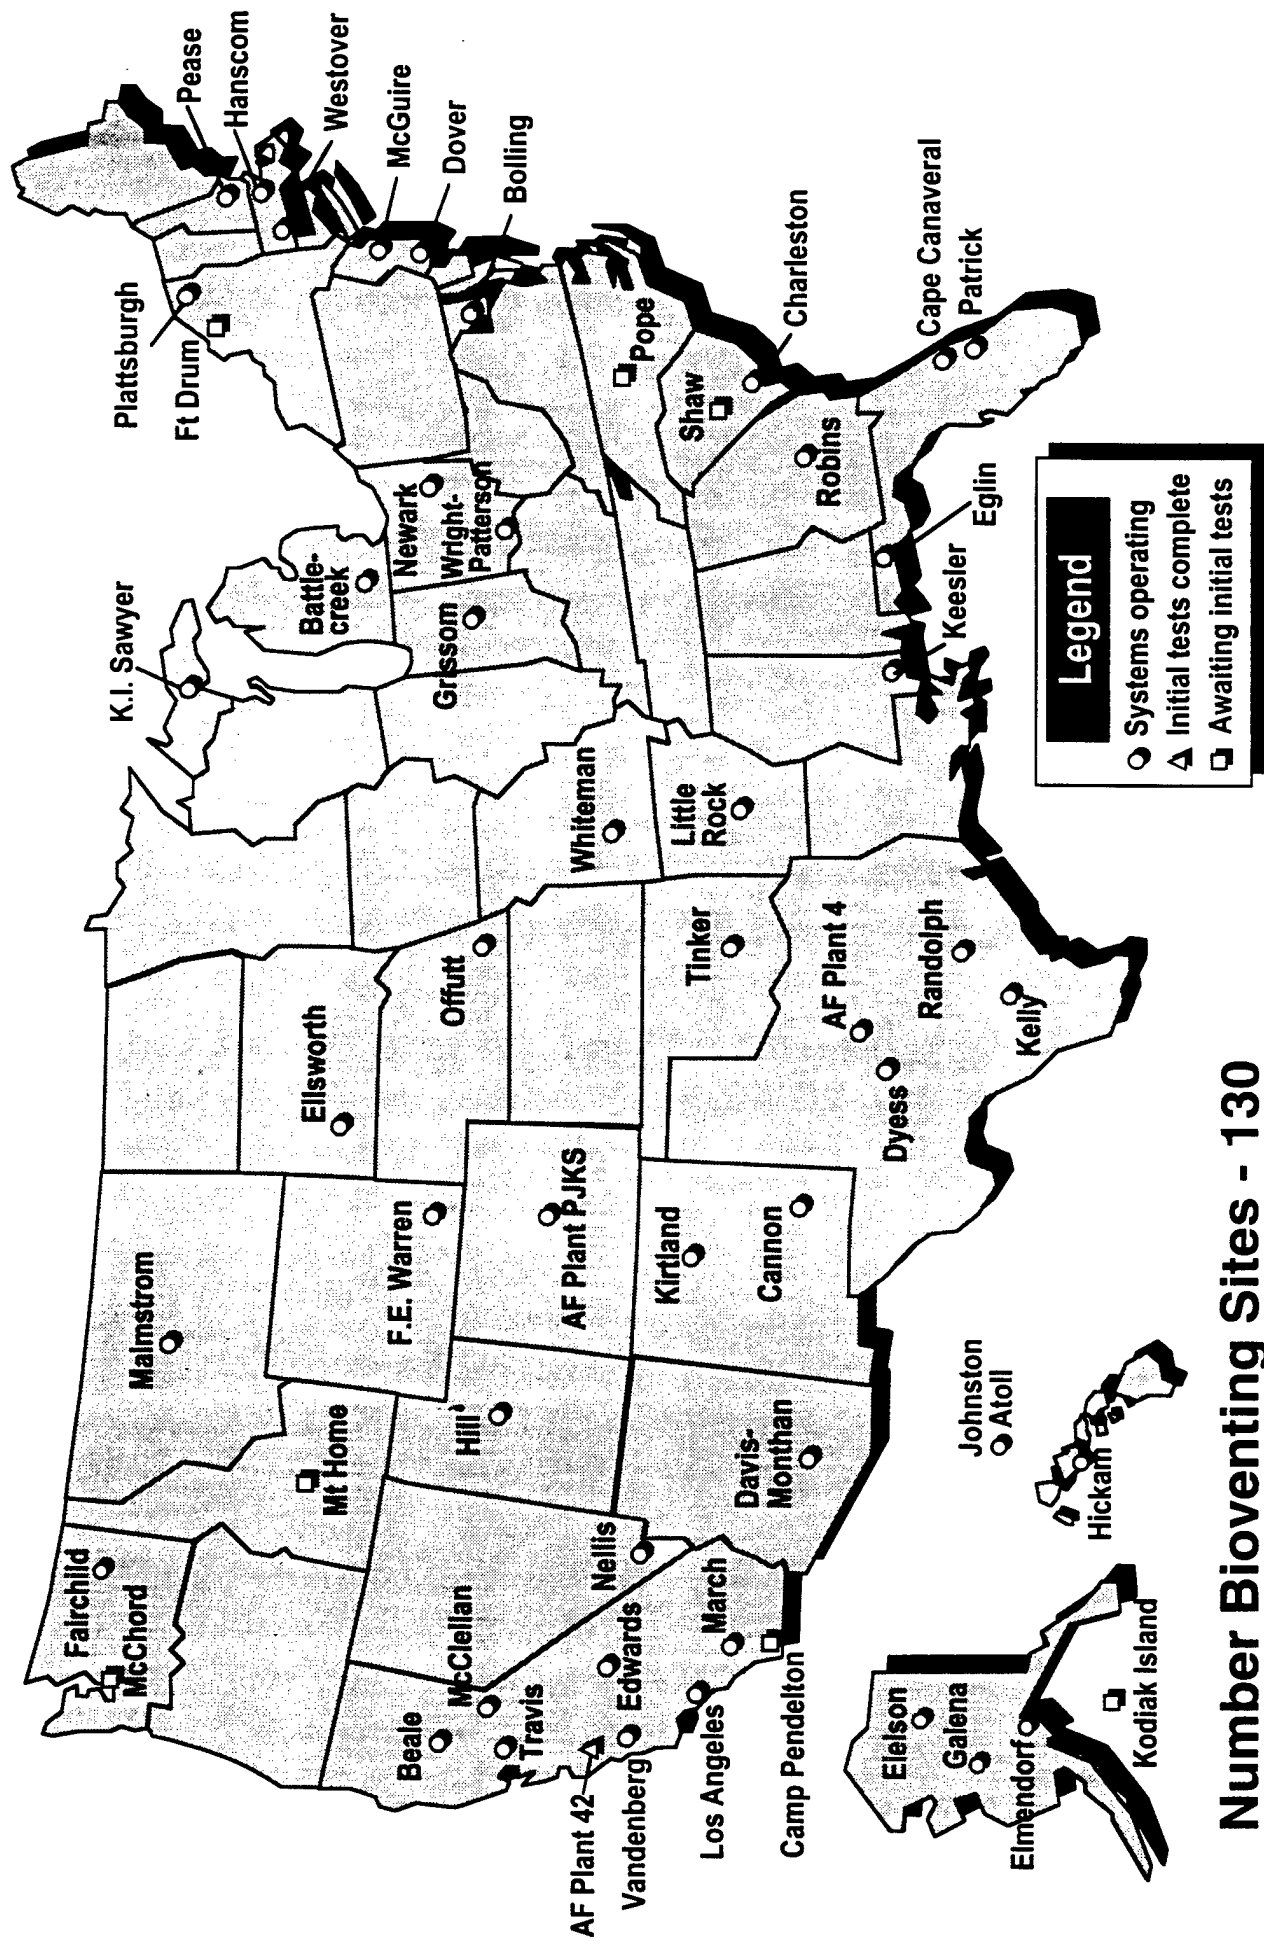 Fairchild
McChord
Malmstrom
Mt Home
Ellsworth
F.E. Warren
Hill
Offutt
AF Plant PJKS
Beale
McClellan
Travis
Nellis
Edwards
March
AF Plant 42
Vandenberg
Los Angeles
Camp Pendelton
Davis-
Monthan
Kirtland
Cannon
Tinker
AF Plant 4
Dyess
Randolph
Kelly
Whiteman
Little
Rock
K.I. Sawyer
Battle-
creek
Grissom
Newark
Wright-
Patterson
Plattsburgh
Ft Drum
Pease
Hanscom
Westover
McGuire
Dover
Bolling
Pope
Shaw
Charleston
Robins
Cape Canaveral
Patrick
Eglin
Keesler
Eielson
Galena
Elmendorf
Kodiak Island
Johnston
Atoll
Hickam
Legend
Systems operating
Initial tests complete
Awaiting initial tests
Number Bioventing Sites - 130